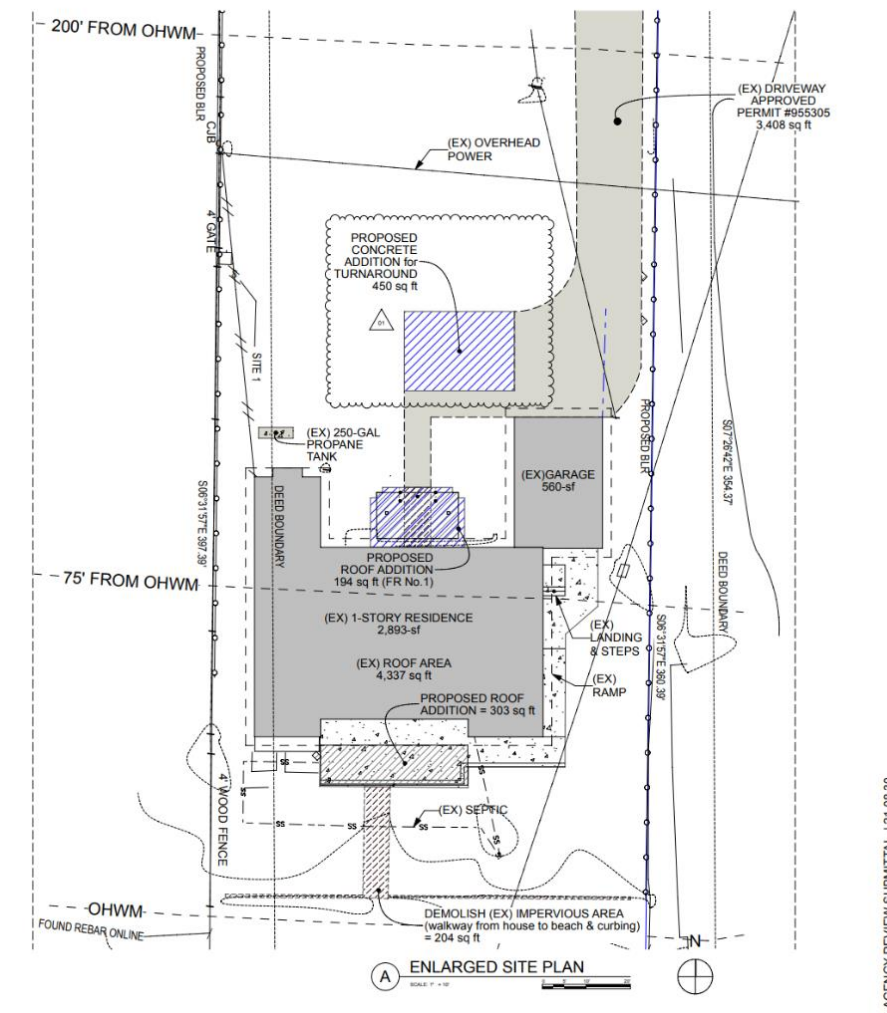 200' FROM OHWM
PROPOSED BLR
CJB
(EX) DRIVEWAY
APPROVED
PERMIT #955305
3,408 sq ft
(EX) OVERHEAD
POWER
4' GATE
PROPOSED
CONCRETE
ADDITION for
TURNAROUND
450 sq ft
01
SITE 1
PROPOSED BLR
(EX) 250-GAL
PROPANE
TANK
(EX)GARAGE
560-sf
S07°26'42"E 354.37'
S06°31'57"E 397.39'
DEED BOUNDARY
PROPOSED
ROOF ADDITION
194 sq ft (FR No.1)
75' FROM OHWM
DEED BOUNDARY
(EX) 1-STORY RESIDENCE
2,893-sf
(EX)
LANDING
& STEPS
S06°31'57"E 360.39'
(EX) ROOF AREA
4,337 sq ft
(EX)
RAMP
PROPOSED ROOF
ADDITION = 303 sq ft
4' WOOD FENCE
SS
SS
(EX) SEPTIC
SS
SS
SS
SS
SS
OHWM
FOUND REBAR ONLINE
DEMOLISH (EX) IMPERVIOUS AREA
(walkway from house to beach & curbing)
= 204 sq ft
N
A
ENLARGED SITE PLAN
SCALE: 1" = 10'